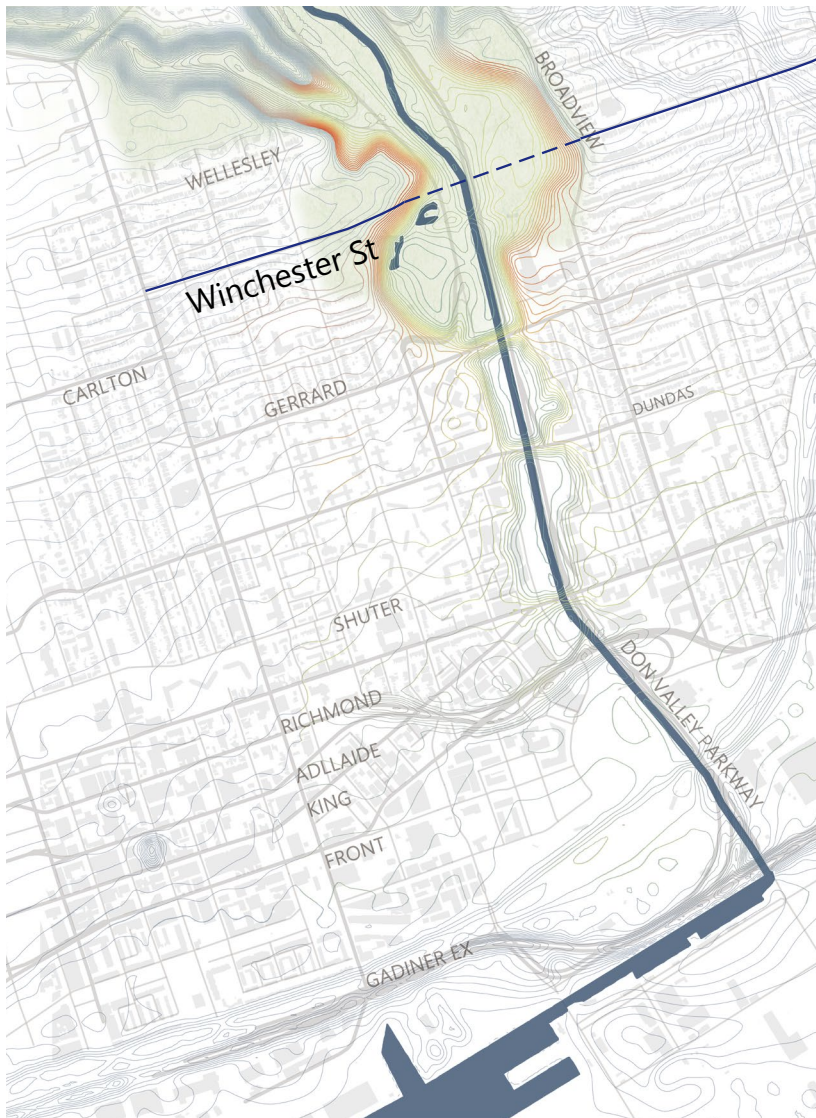 BROADVIEW
WELLESLEY
Winchester St
CARLTON
GERRARD
DUNDAS
SHUTER
DON VALLEY PARKWAY
RICHMOND
ADLLAIDE
KING
FRONT
GADINER EX